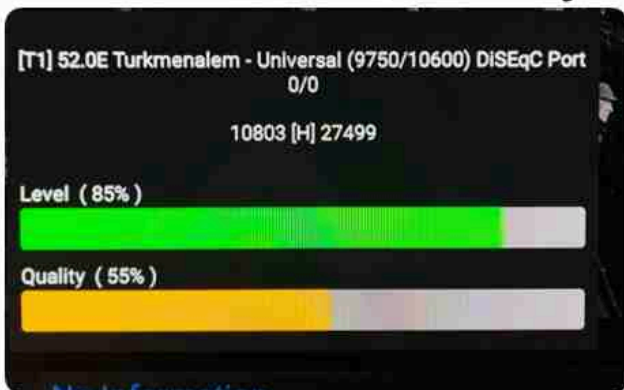 [T1] 52.0E Turkmenalem - Universal (9750/10600) DiSEqC Port
0/0
10803 [H] 27499
Level ( 85% )
Quality ( 55% )